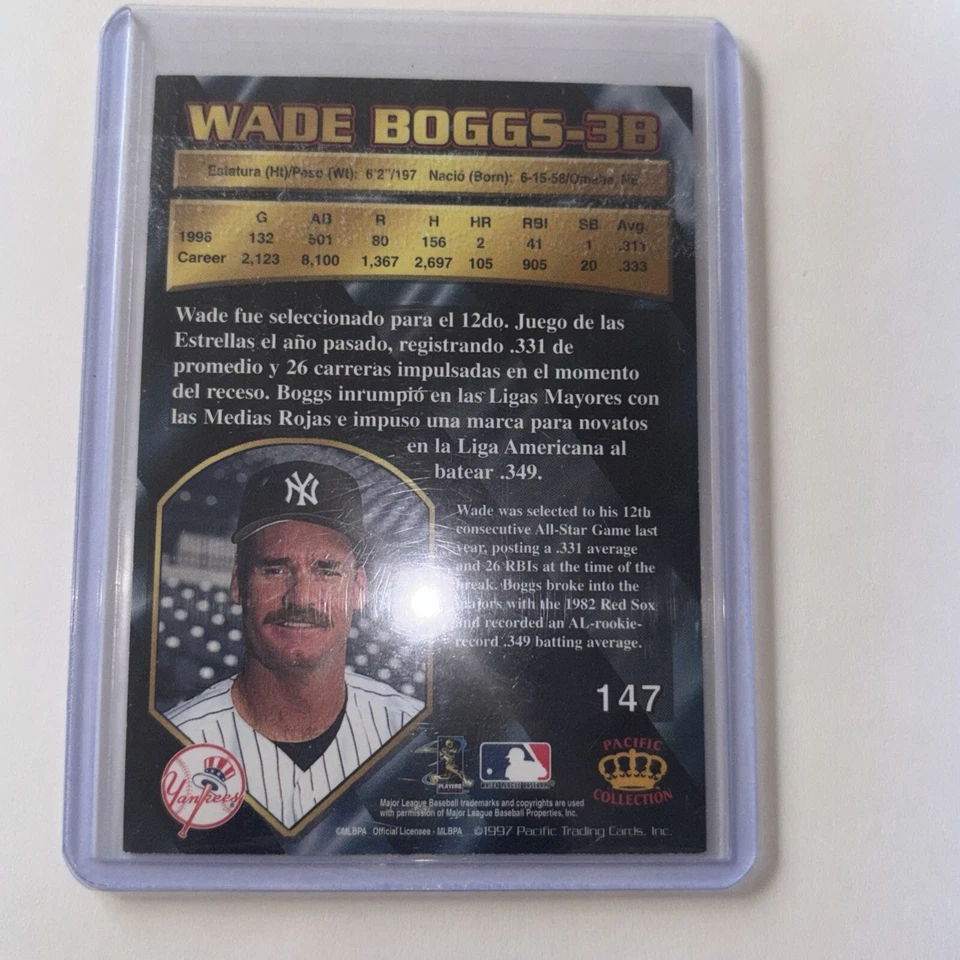 WADE BOGGS-3B
Estatura (Ht)/Peso (Wt): 6'2"/197 Nació (Born): 6-15-58/Omaha, Ne.
G AB R H HR RBI SB Avg.
1996 132 501 80 156 2 41 1 .311
Career 2,123 8,100 1,367 2,697 105 905 20 .333
Wade fue seleccionado para el 12do. Juego de las
Estrellas el año pasado, registrando .331 de
promedio y 26 carreras impulsadas en el momento
del receso. Boggs inrumpió en las Ligas Mayores con
las Medias Rojas e impuso una marca para novatos
en la Liga Americana al
batear .349.
Wade was selected to his 12th
consecutive All-Star Game last
year, posting a .331 average
and 26 RBIs at the time of the
break. Boggs broke into the
majors with the 1982 Red Sox
and recorded an AL-rookie-
record .349 batting average.
147
NY
Yankees
PLAYERS
MAJOR LEAGUE BASEBALL
PACIFIC
COLLECTION
Major League Baseball trademarks and copyrights are used
with permission of Major League Baseball Properties, Inc.
©MLBPA Official Licensee - MLBPA ©1997 Pacific Trading Cards, Inc.